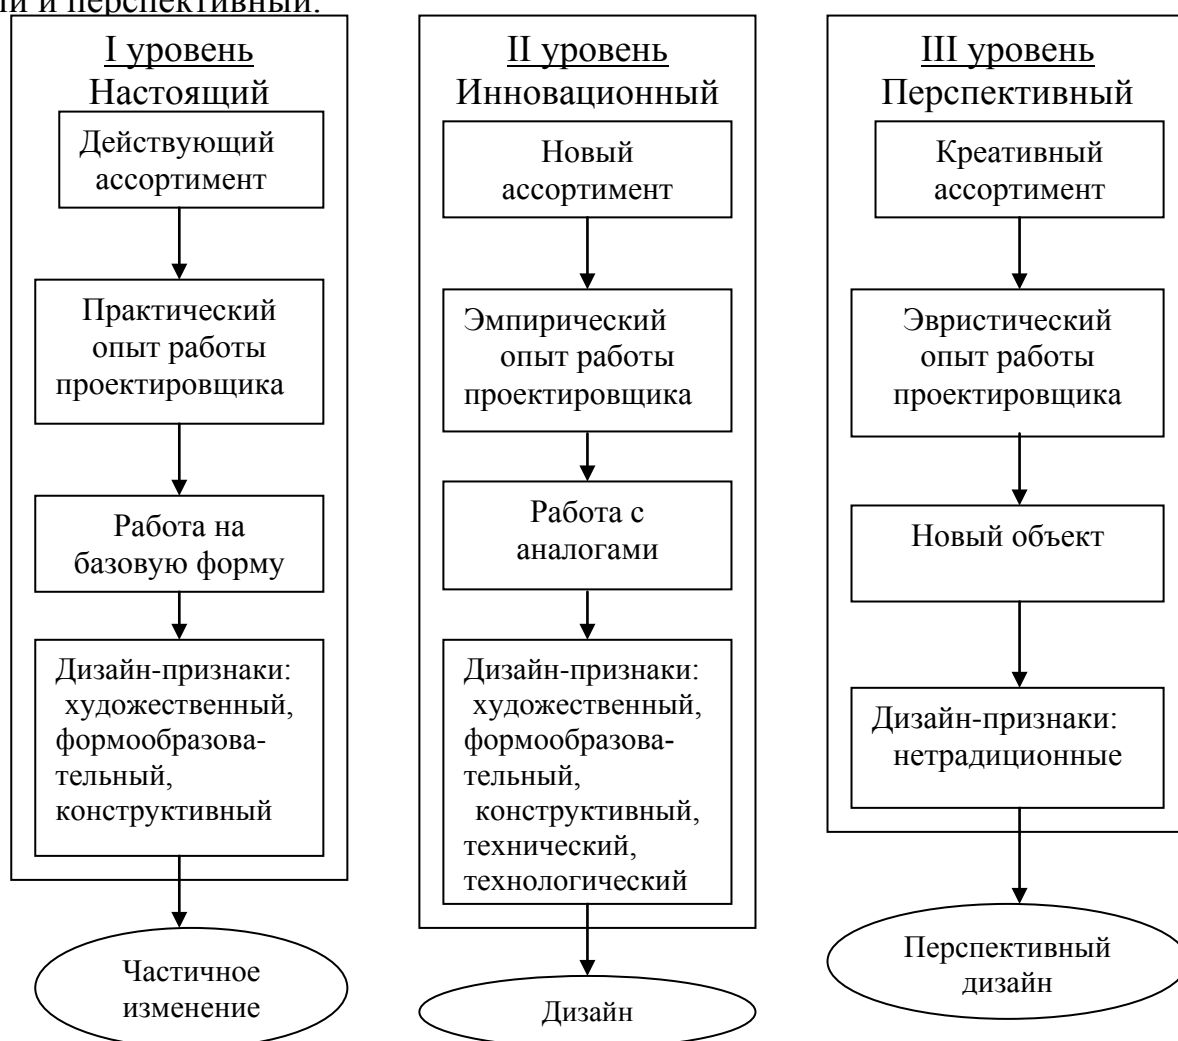 и перспективный.
I уровень
Настоящий
Действующий
ассортимент
Практический
опыт работы
проектировщика
Работа на
базовую форму
Дизайн-признаки:
художественный,
формообразова-
тельный,
конструктивный
Частичное
изменение
II уровень
Инновационный
Новый
ассортимент
Эмпирический
опыт работы
проектировщика
Работа с
аналогами
Дизайн-признаки:
художественный,
формообразова-
тельный,
конструктивный,
технический,
технологический
Дизайн
III уровень
Перспективный
Креативный
ассортимент
Эвристический
опыт работы
проектировщика
Новый объект
Дизайн-признаки:
нетрадиционные
Перспективный
дизайн